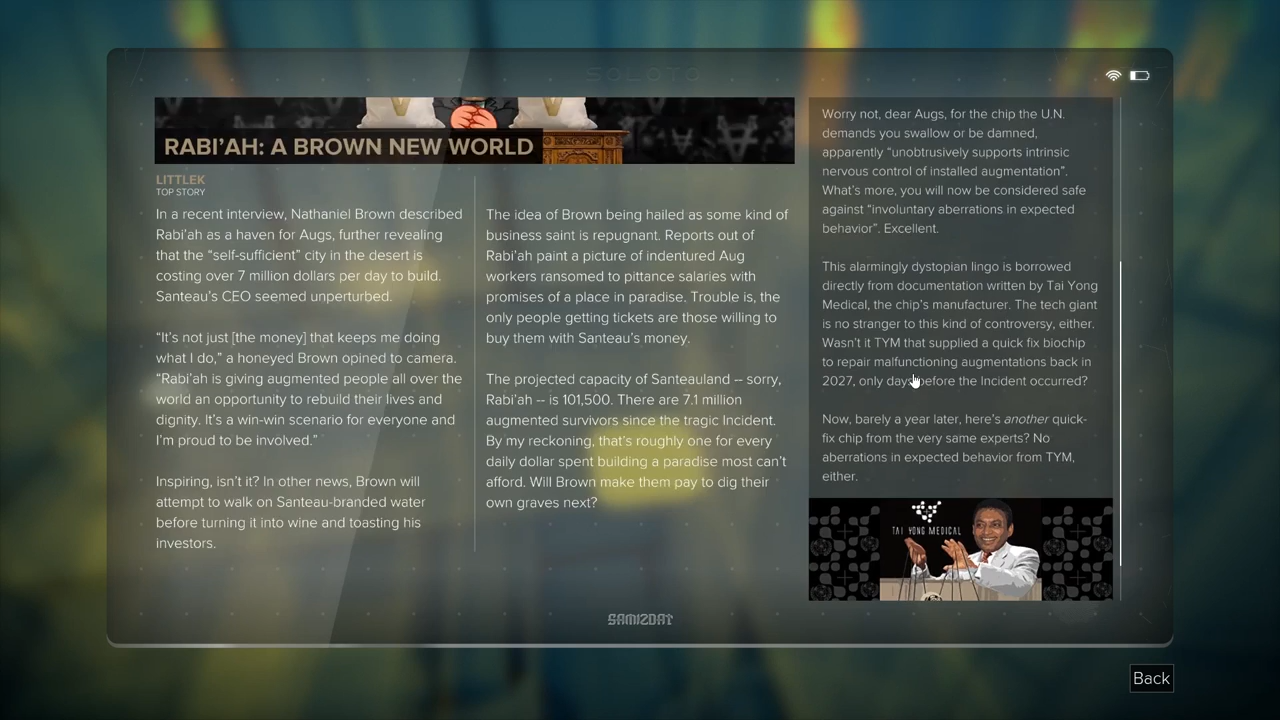 SOLOTO
RABI'AH: A BROWN NEW WORLD
LITTLEK
TOP STORY
In a recent interview, Nathaniel Brown described
Rabi'ah as a haven for Augs, further revealing
that the “self-sufficient” city in the desert is
costing over 7 million dollars per day to build.
Santeau's CEO seemed unperturbed.
“It's not just [the money] that keeps me doing
what I do,” a honeyed Brown opined to camera.
“Rabi'ah is giving augmented people all over the
world an opportunity to rebuild their lives and
dignity. It's a win-win scenario for everyone and
I'm proud to be involved.”
Inspiring, isn't it? In other news, Brown will
attempt to walk on Santeau-branded water
before turning it into wine and toasting his
investors.
The idea of Brown being hailed as some kind of
business saint is repugnant. Reports out of
Rabi'ah paint a picture of indentured Aug
workers ransomed to pittance salaries with
promises of a place in paradise. Trouble is, the
only people getting tickets are those willing to
buy them with Santeau's money.
The projected capacity of Santeauland -- sorry,
Rabi'ah -- is 101,500. There are 7.1 million
augmented survivors since the tragic Incident.
By my reckoning, that's roughly one for every
daily dollar spent building a paradise most can't
afford. Will Brown make them pay to dig their
own graves next?
Worry not, dear Augs, for the chip the U.N.
demands you swallow or be damned,
apparently “unobtrusively supports intrinsic
nervous control of installed augmentation”.
What's more, you will now be considered safe
against “involuntary aberrations in expected
behavior”. Excellent.
This alarmingly dystopian lingo is borrowed
directly from documentation written by Tai Yong
Medical, the chip's manufacturer. The tech giant
is no stranger to this kind of controversy, either.
Wasn't it TYM that supplied a quick fix biochip
to repair malfunctioning augmentations back in
2027, only days before the Incident occurred?
Now, barely a year later, here's another quick-
fix chip from the very same experts? No
aberrations in expected behavior from TYM,
either.
TAI YONG MEDICAL
SAMIZDAT
Back